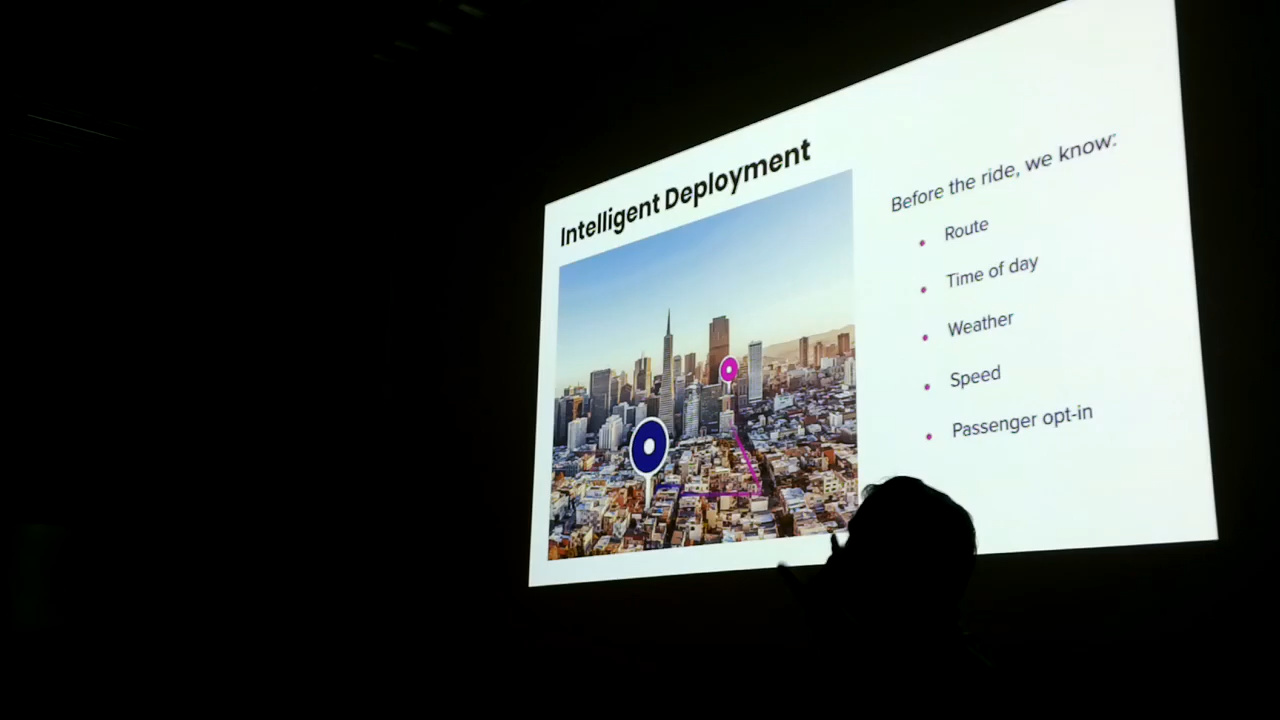 Intelligent Deployment
Before the ride, we know:
Route
Time of day
Weather
Speed
Passenger opt-in